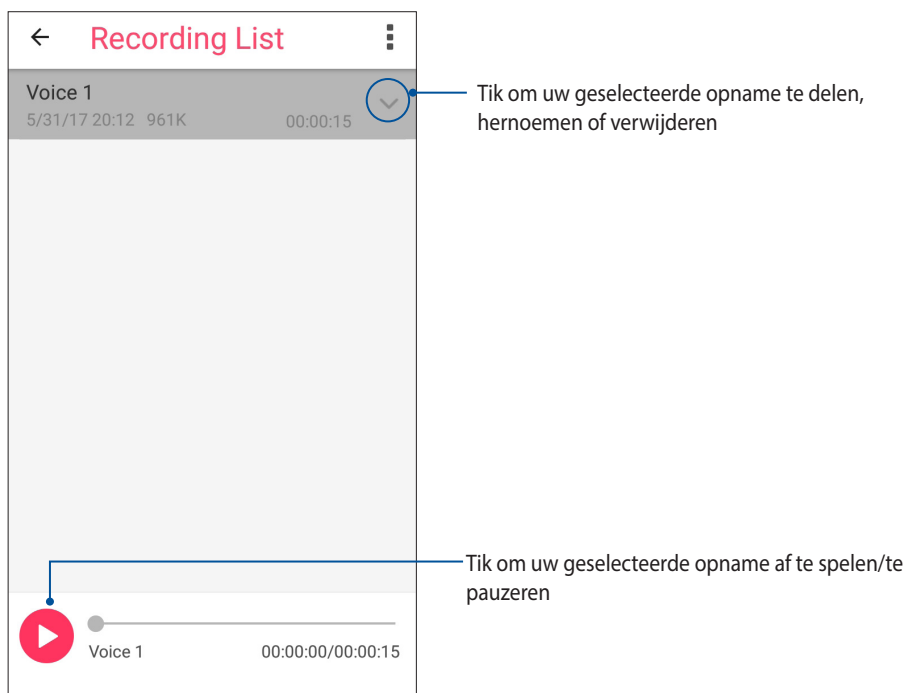 Recording List
Voice 1
5/31/17 20:12 961K 00:00:15
Tik om uw geselecteerde opname te delen,
hernoemen of verwijderen
Tik om uw geselecteerde opname af te spelen/te
pauzeren
Voice 1 00:00:00/00:00:15